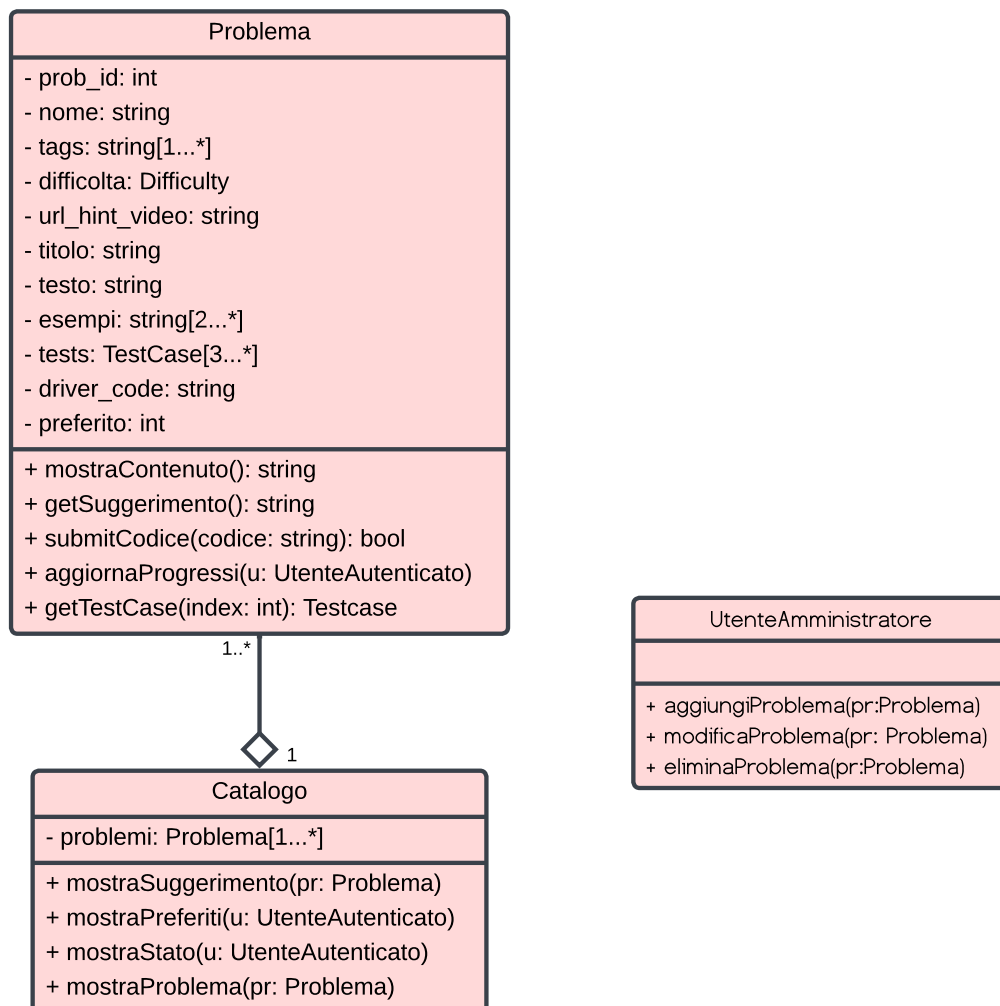 Problema
- prob_id: int
- nome: string
- tags: string[1...*]
- difficolta: Difficulty
- url_hint_video: string
- titolo: string
- testo: string
- esempi: string[2...*]
- tests: TestCase[3...*]
- driver_code: string
- preferito: int
+ mostraContenuto(): string
+ getSuggerimento(): string
+ submitCodice(codice: string): bool
+ aggiornaProgressi(u: UtenteAutenticato)
+ getTestCase(index: int): Testcase
1..*
1
Catalogo
- problemi: Problema[1...*]
+ mostraSuggerimento(pr: Problema)
+ mostraPreferiti(u: UtenteAutenticato)
+ mostraStato(u: UtenteAutenticato)
+ mostraProblema(pr: Problema)
UtenteAmministratore
+ aggiungiProblema(pr:Problema)
+ modificaProblema(pr: Problema)
+ eliminaProblema(pr:Problema)